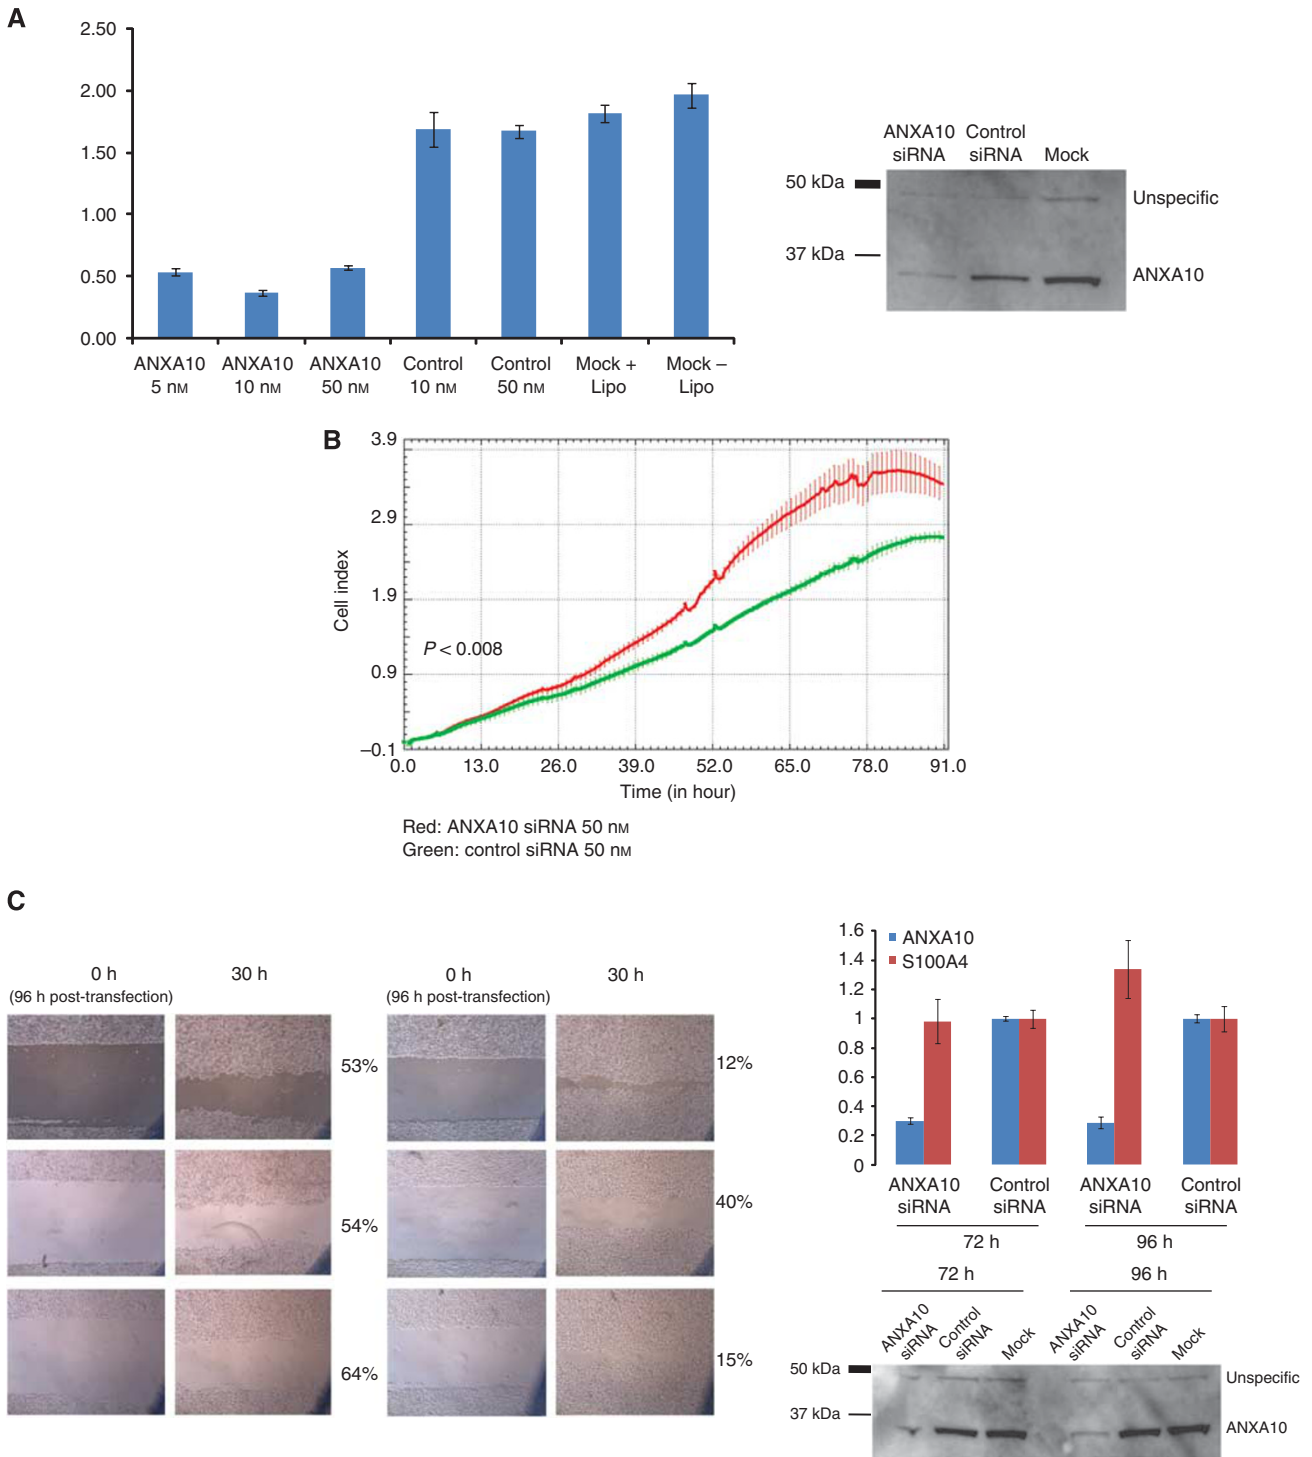 A
2.50
2.00
1.50
1.00
0.50
0.00
ANXA10 5 nM
ANXA10 10 nM
ANXA10 50 nM
Control 10 nM
Control 50 nM
Mock + Lipo
Mock – Lipo
ANXA10 siRNA
Control siRNA
Mock
50 kDa
Unspecific
37 kDa
ANXA10
B
3.9
2.9
1.9
0.9
–0.1
Cell index
P < 0.008
0.0 13.0 26.0 39.0 52.0 65.0 78.0 91.0
Time (in hour)
Red: ANXA10 siRNA 50 nM
Green: control siRNA 50 nM
C
0 h
(96 h post-transfection)
30 h
53%
54%
64%
0 h
(96 h post-transfection)
30 h
12%
40%
15%
1.6
1.4
1.2
1
0.8
0.6
0.4
0.2
0
ANXA10
S100A4
ANXA10 siRNA
Control siRNA
ANXA10 siRNA
Control siRNA
72 h
96 h
72 h
96 h
ANXA10 siRNA
Control siRNA
Mock
ANXA10 siRNA
Control siRNA
Mock
50 kDa
Unspecific
37 kDa
ANXA10